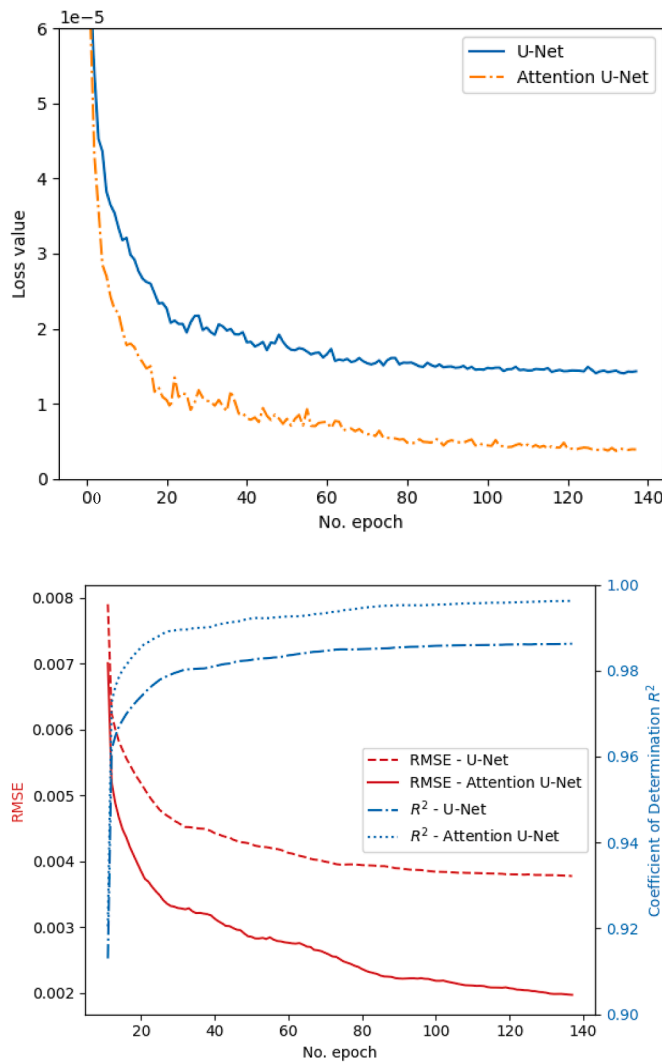 1e−5
6
5
4
3
2
1
0
Loss value
U-Net
Attention U-Net
00 20 40 60 80 100 120 140
No. epoch
0.008
0.007
0.006
0.005
0.004
0.003
0.002
RMSE
RMSE - U-Net
RMSE - Attention U-Net
R² - U-Net
R² - Attention U-Net
1.00
0.98
0.96
0.94
0.92
0.90
Coefficient of Determination R²
20 40 60 80 100 120 140
No. epoch